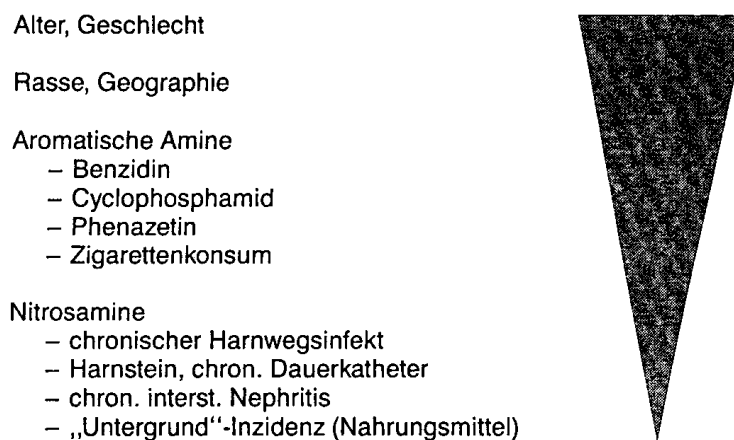 Alter, Geschlecht
Rasse, Geographie
Aromatische Amine
– Benzidin
– Cyclophosphamid
– Phenazetin
– Zigarettenkonsum
Nitrosamine
– chronischer Harnwegsinfekt
– Harnstein, chron. Dauerkatheter
– chron. interst. Nephritis
– „Untergrund“-Inzidenz (Nahrungsmittel)